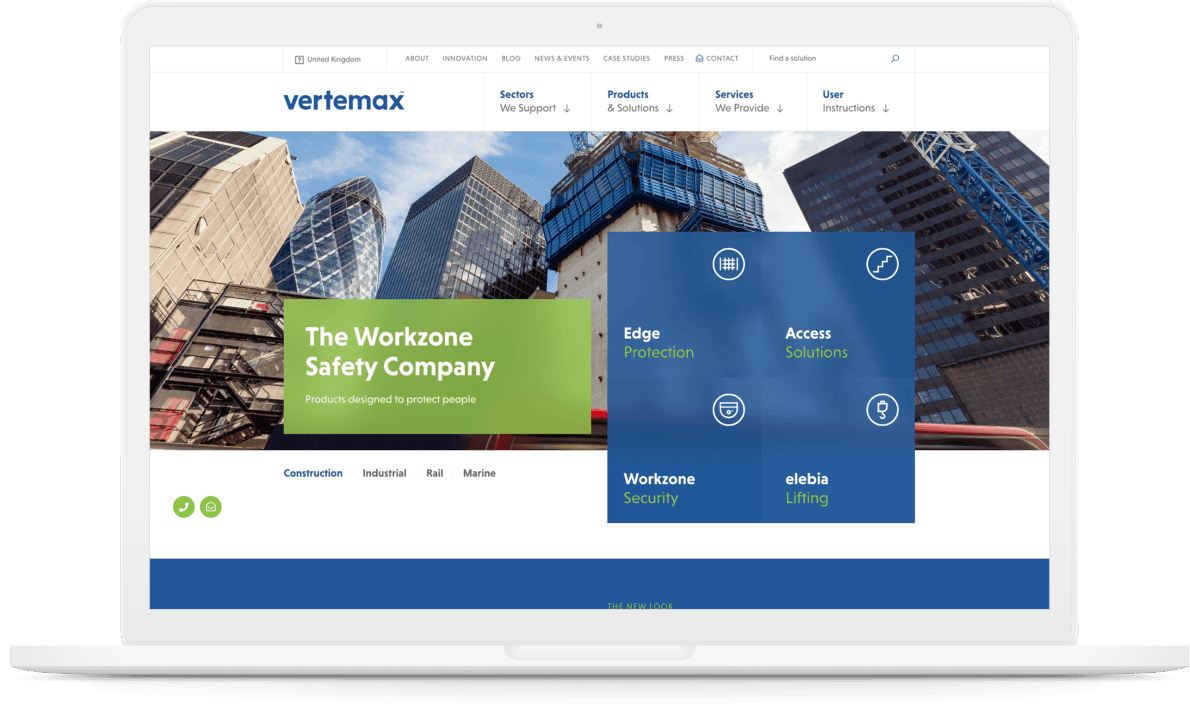 United Kingdom
ABOUT INNOVATION BLOG NEWS & EVENTS CASE STUDIES PRESS CONTACT
Find a solution
vertemax™
Sectors
We Support ↓
Products
& Solutions ↓
Services
We Provide ↓
User
Instructions ↓
The Workzone
Safety Company
Products designed to protect people
Edge
Protection
Access
Solutions
Workzone
Security
elebia
Lifting
Construction / Industrial / Rail / Marine
THE NEW LOOK